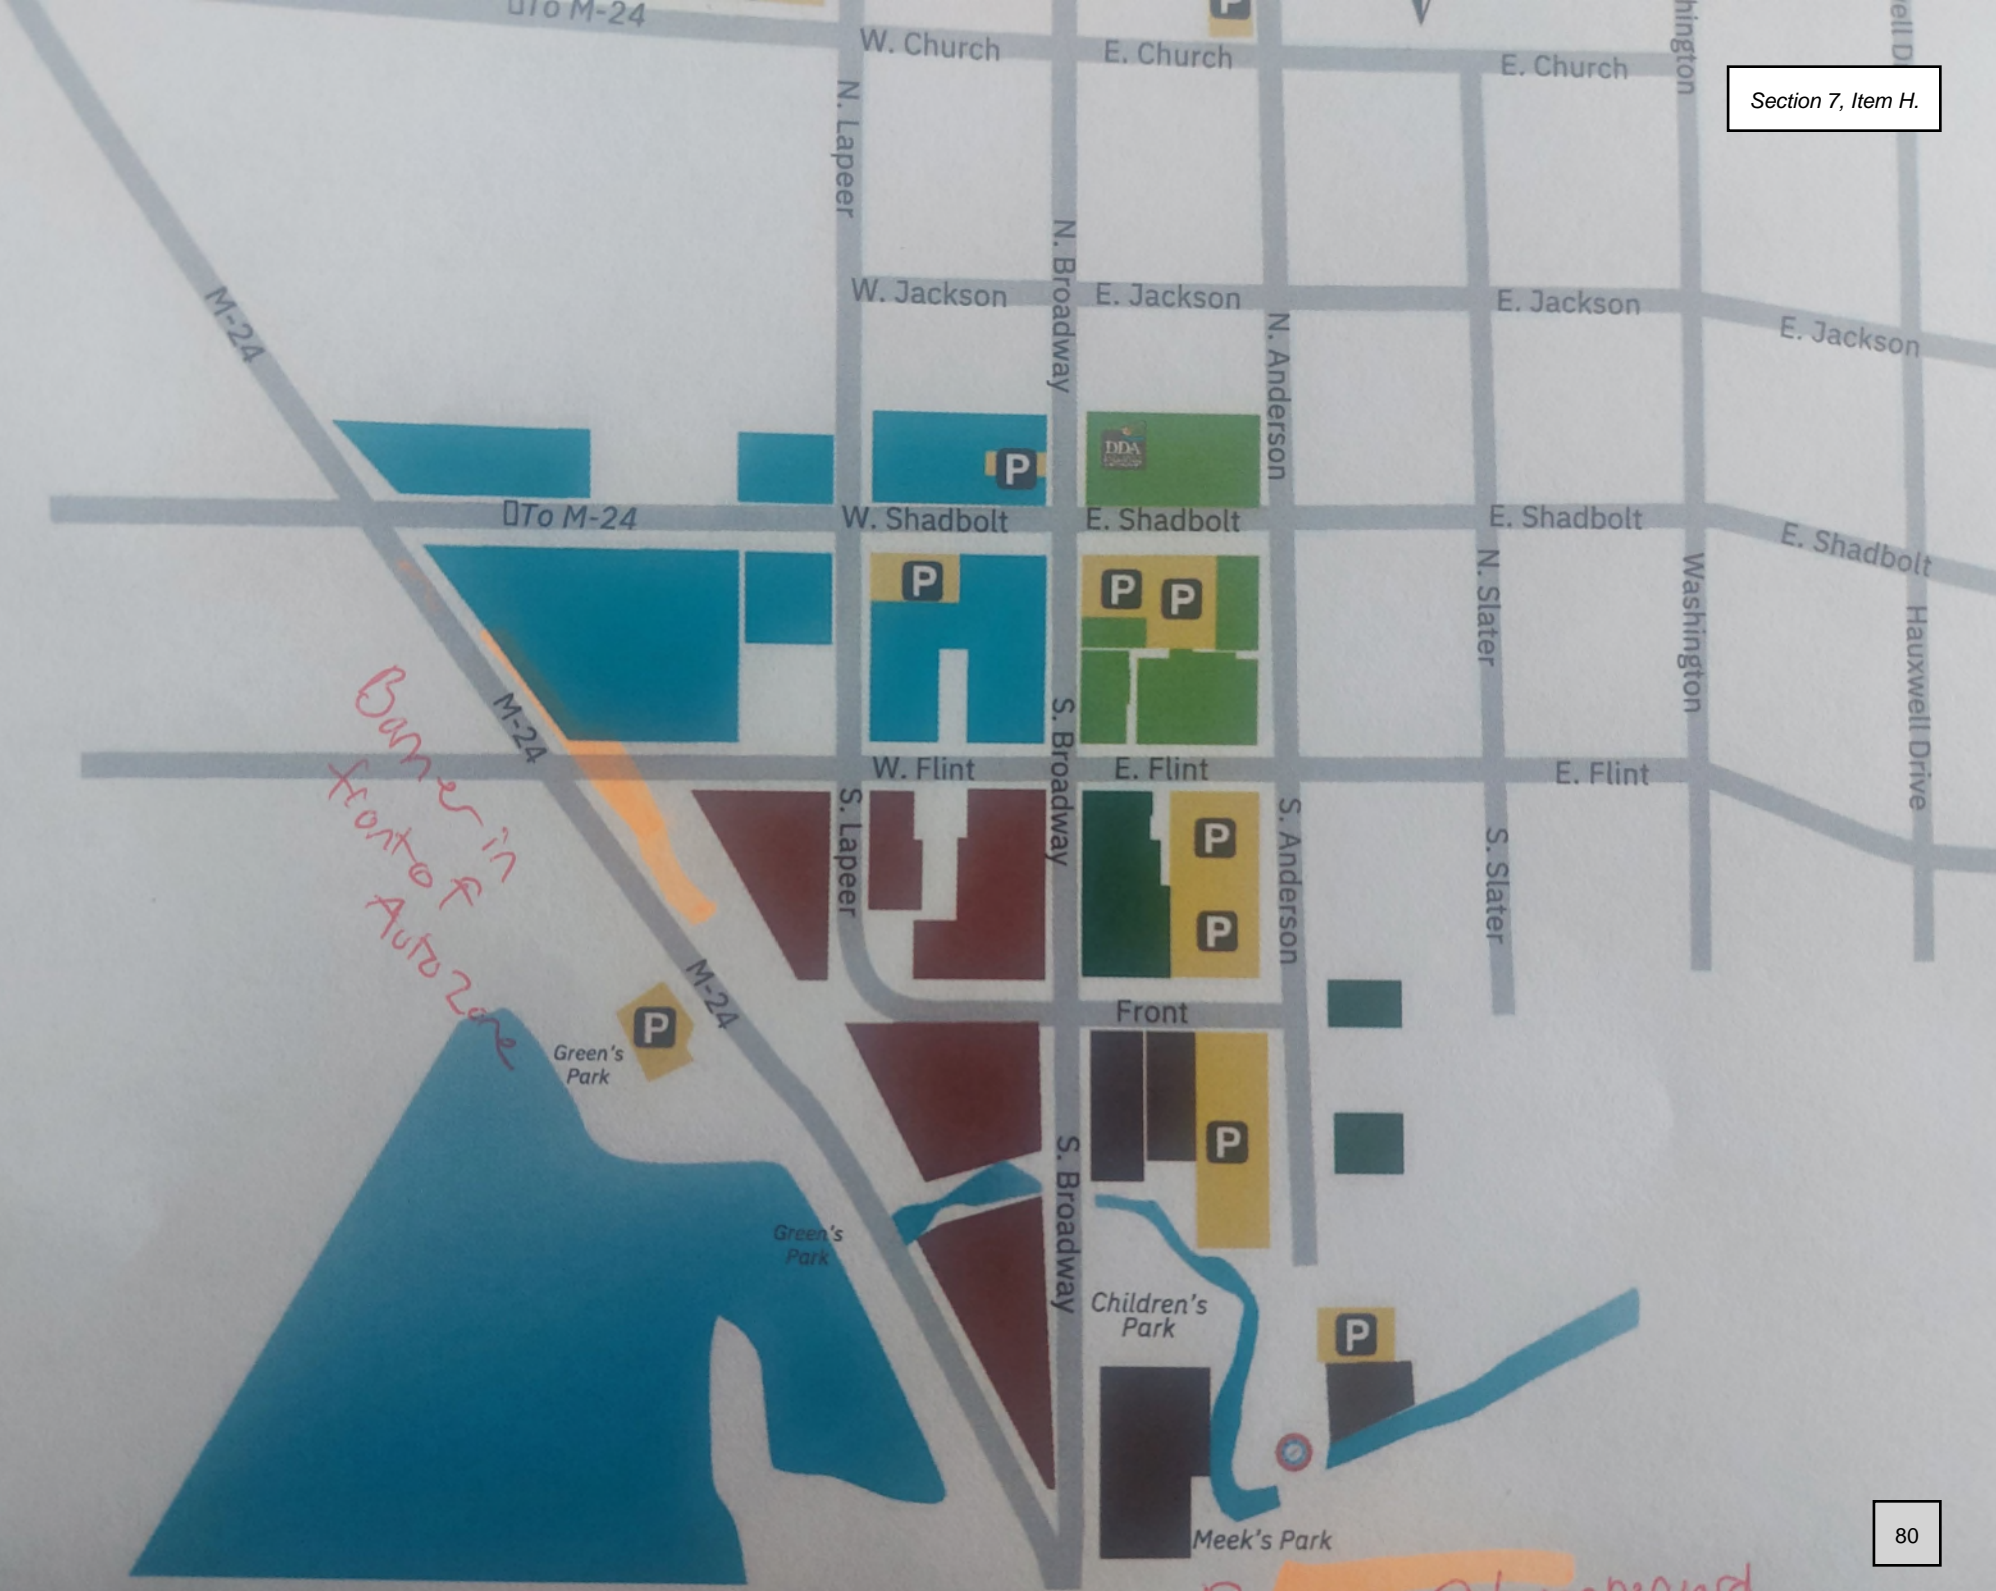 To M-24
W. Church
E. Church
E. Church
Section 7, Item H.
N. Lapeer
N. Broadway
W. Jackson
E. Jackson
E. Jackson
E. Jackson
M-24
N. Anderson
DDA
P
To M-24
W. Shadbolt
E. Shadbolt
E. Shadbolt
E. Shadbolt
P
P
P
N. Slater
Washington
Hauxwell Drive
M-24
Banner in
front of
AutoZone
S. Broadway
W. Flint
E. Flint
E. Flint
S. Lapeer
S. Anderson
S. Slater
P
P
M-24
P
Green's
Park
Front
P
S. Broadway
Green's
Park
Children's
Park
P
Meek's Park
80